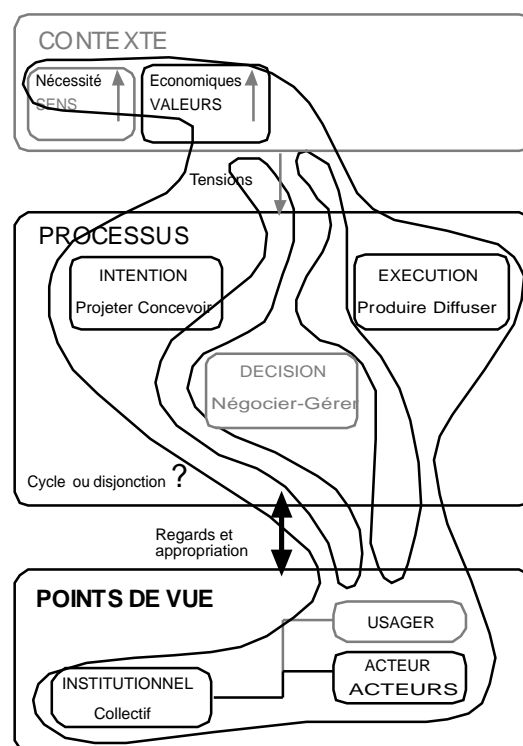 CONTEXTE
Nécessité
SENS
Economiques
VALEURS
Tensions
PROCESSUS
INTENTION
Projeter Concevoir
EXECUTION
Produire Diffuser
DECISION
Négocier-Gérer
Cycle ou disjonction ?
Regards et
appropriation
POINTS DE VUE
USAGER
ACTEUR
ACTEURS
INSTITUTIONNEL
Collectif